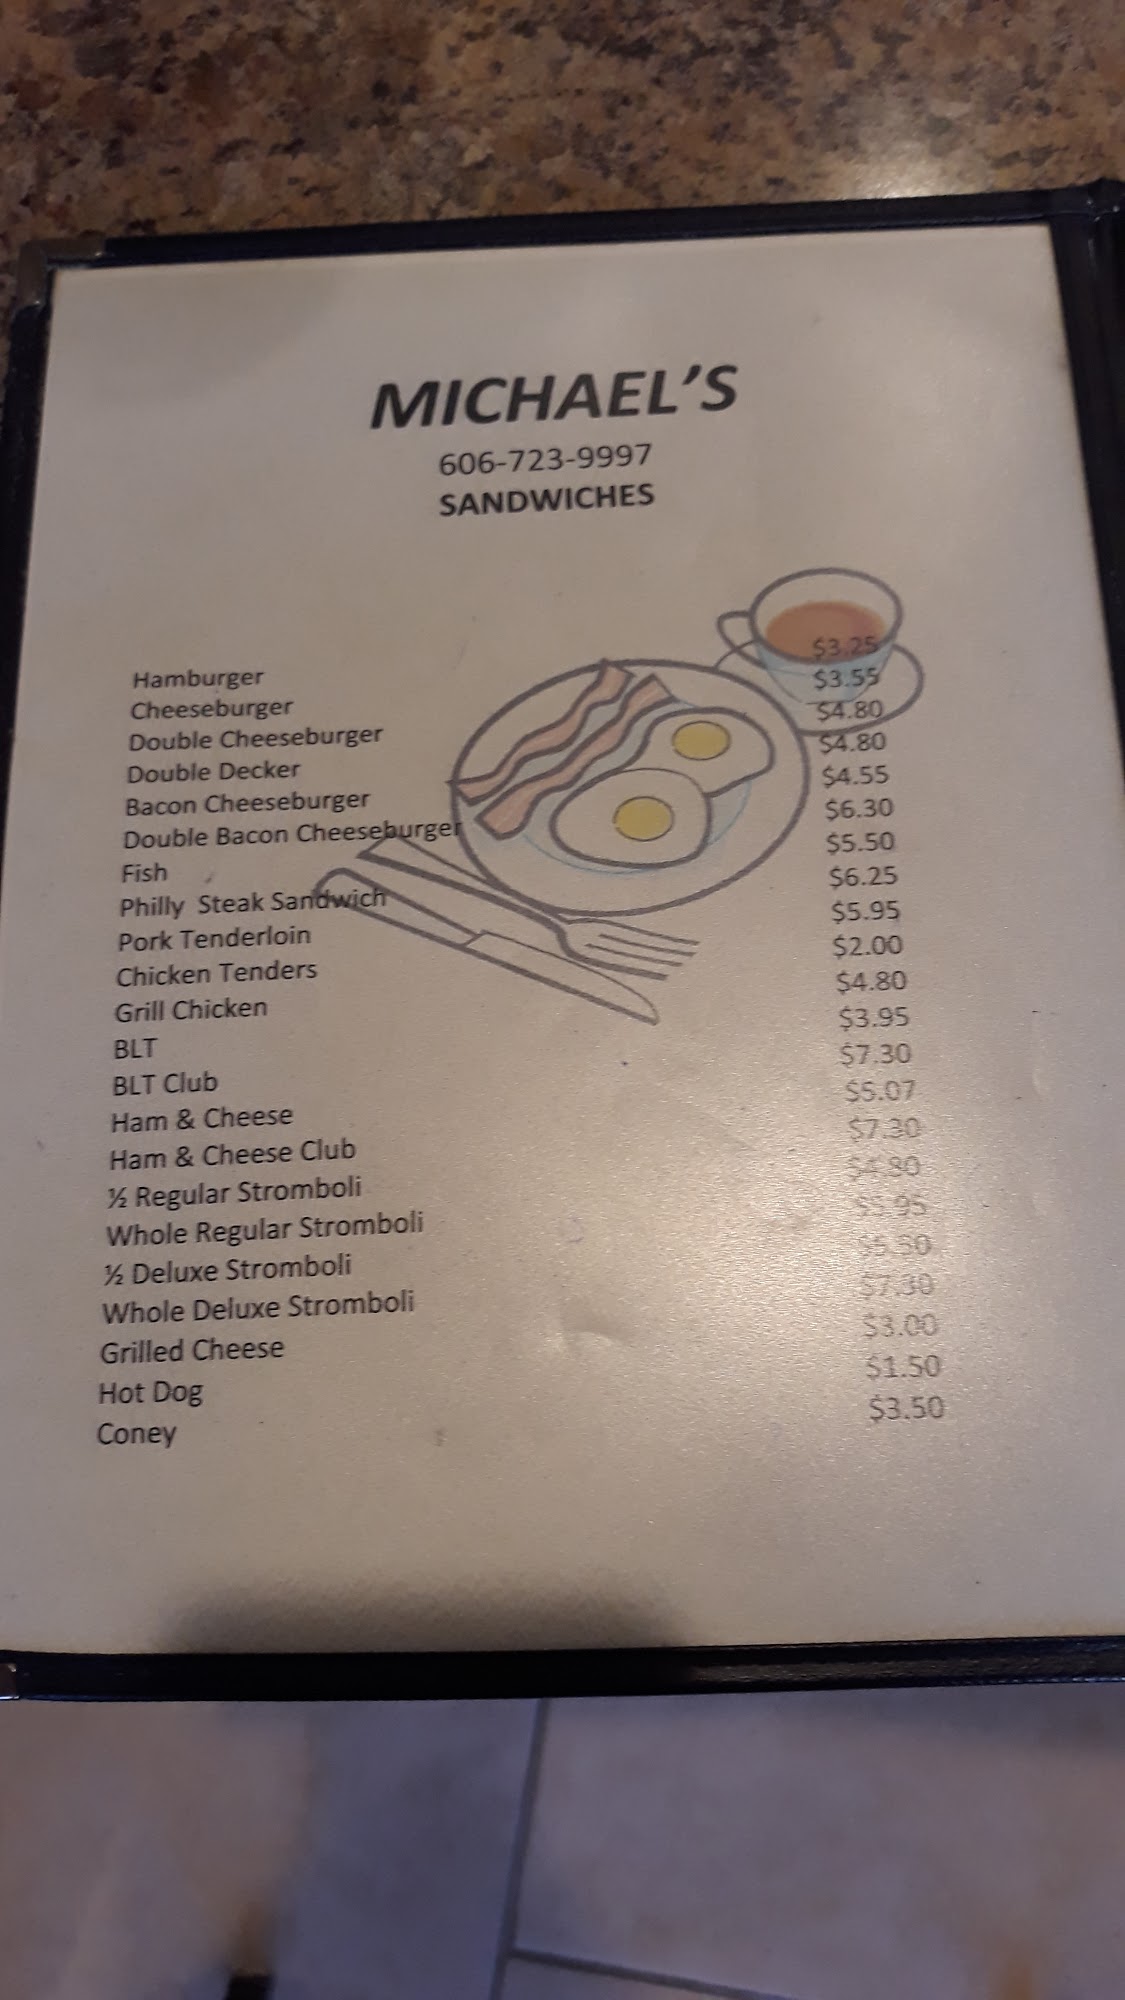 MICHAEL'S
606-723-9997
SANDWICHES
Hamburger $3.25
Cheeseburger $3.55
Double Cheeseburger $4.80
Double Decker $4.80
Bacon Cheeseburger $4.55
Double Bacon Cheeseburger $6.30
Fish $5.50
Philly Steak Sandwich $6.25
Pork Tenderloin $5.95
Chicken Tenders $2.00
Grill Chicken $4.80
BLT $3.95
BLT Club $7.30
Ham & Cheese $5.07
Ham & Cheese Club $7.30
½ Regular Stromboli $4.80
Whole Regular Stromboli
½ Deluxe Stromboli
Whole Deluxe Stromboli $7.30
Grilled Cheese $3.00
Hot Dog $1.50
Coney $3.50